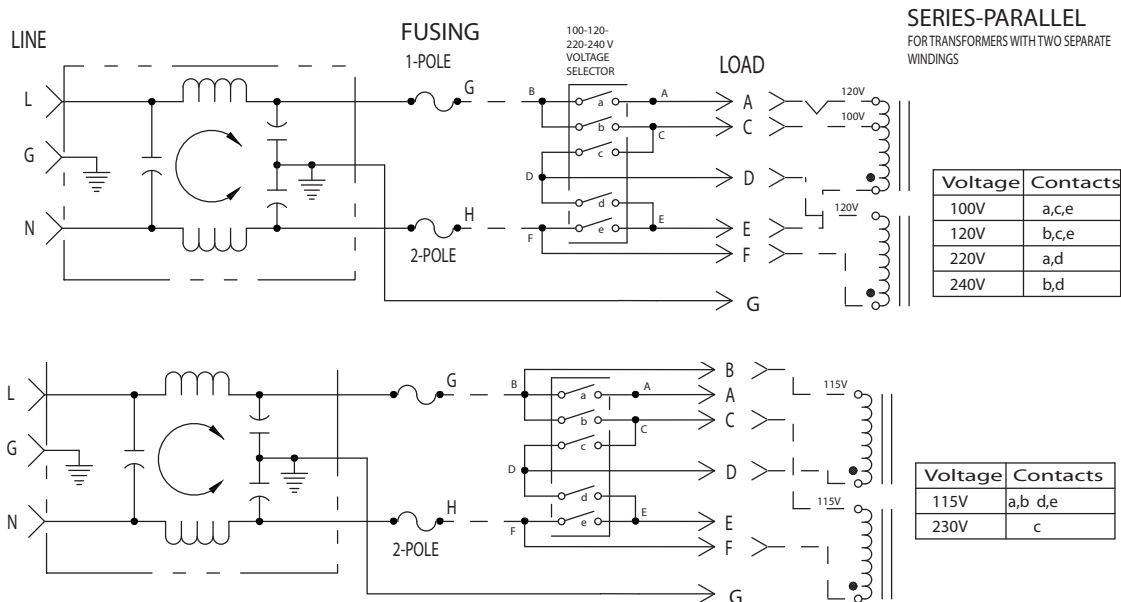 SERIES-PARALLEL
FOR TRANSFORMERS WITH TWO SEPARATE
WINDINGS
LINE
FUSING
1-POLE
100-120-
220-240 V
VOLTAGE
SELECTOR
LOAD
L
G
B
a
A
A
120V
b
C
C
100V
G
c
D
D
d
120V
N
H
e
E
E
F
2-POLE
F
G
Voltage Contacts
100V a,c,e
120V b,c,e
220V a,d
240V b,d
B
L
G
B
a
A
A
115V
b
C
C
G
c
D
D
d
115V
N
H
e
E
E
F
2-POLE
F
G
Voltage Contacts
115V a,b d,e
230V c